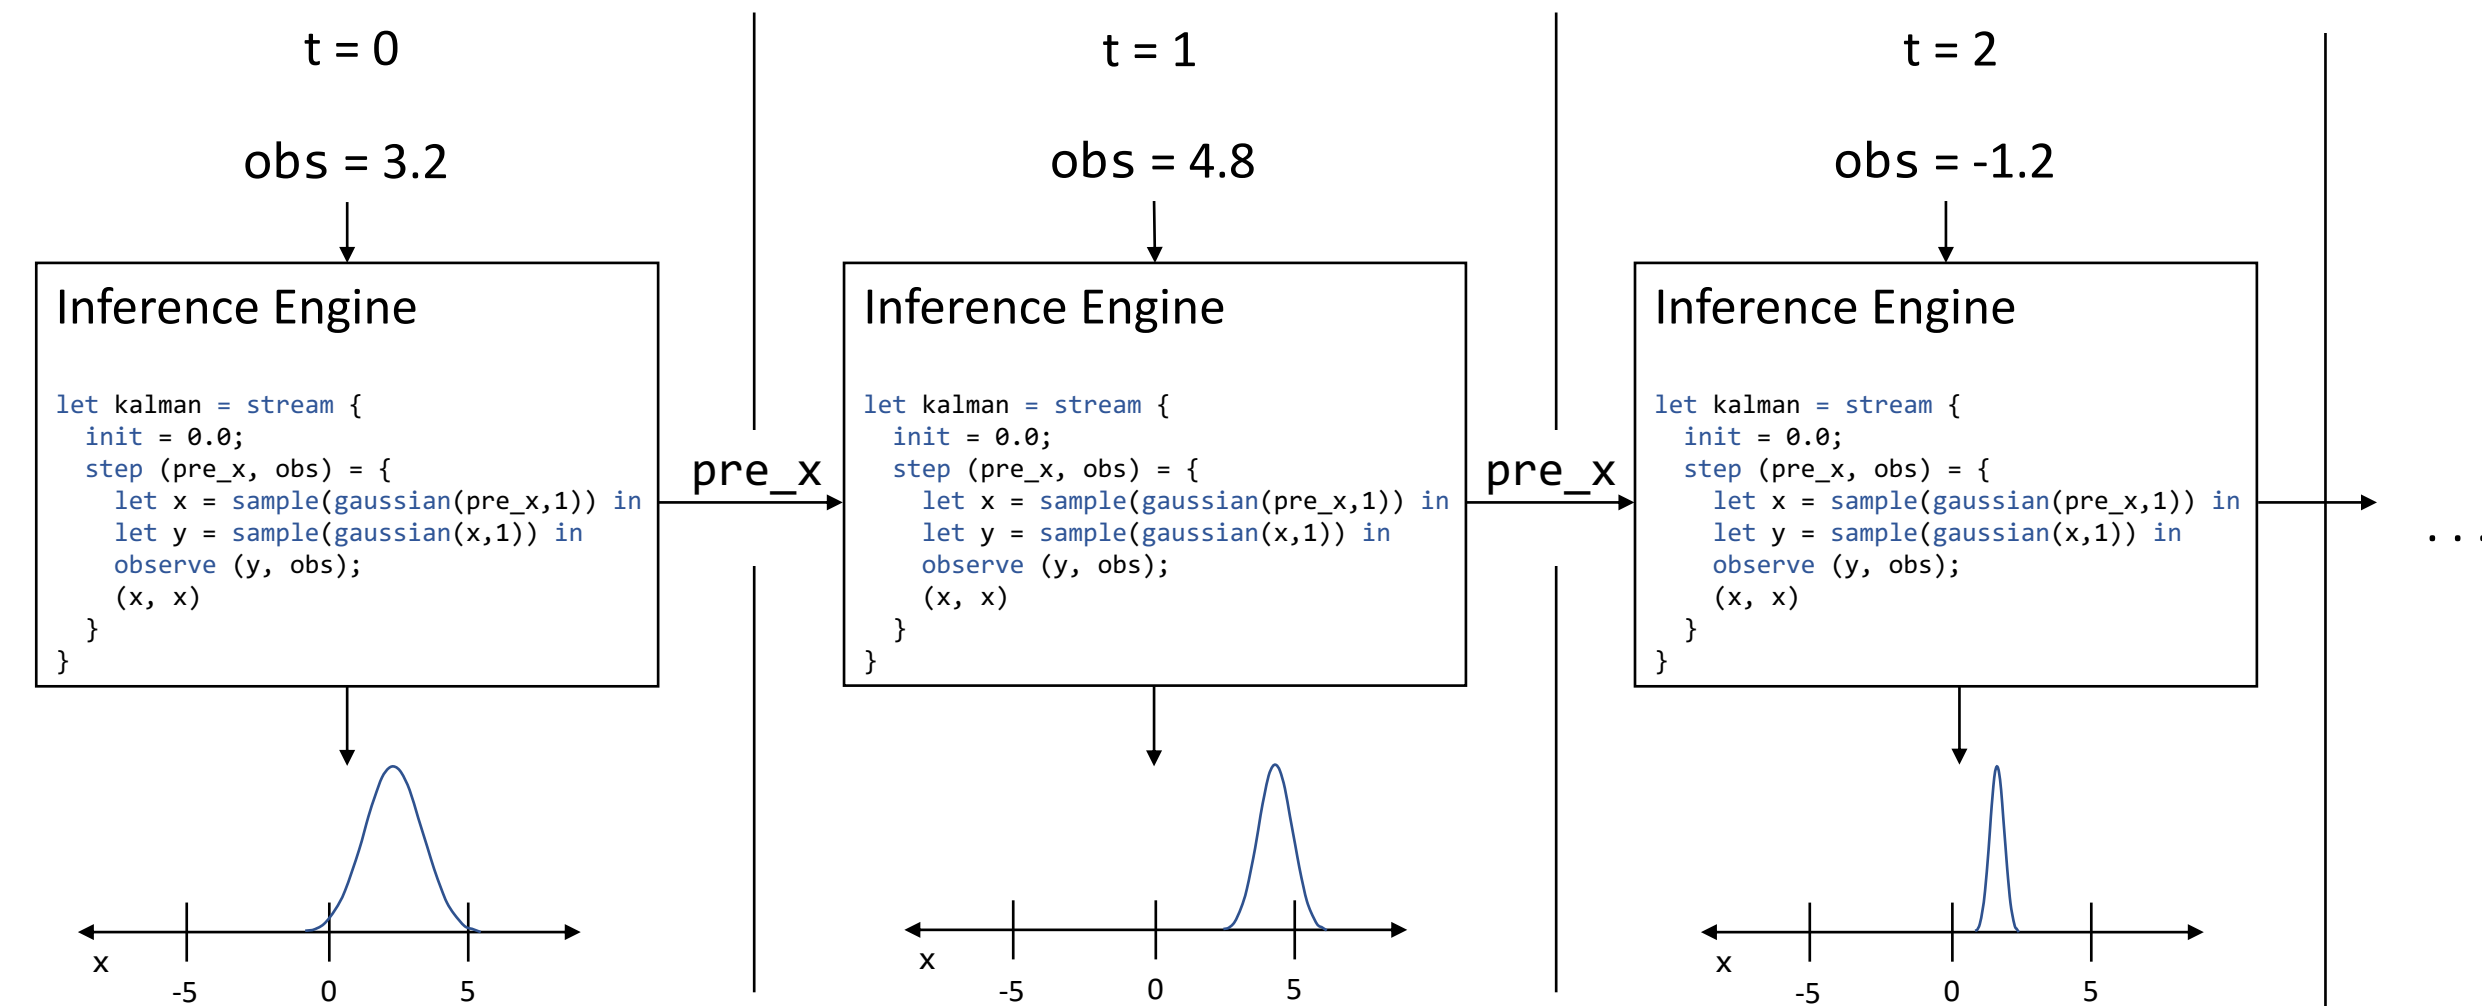 t = 0
obs = 3.2
Inference Engine
let kalman = stream {
  init = 0.0;
  step (pre_x, obs) = {
    let x = sample(gaussian(pre_x,1)) in
    let y = sample(gaussian(x,1)) in
    observe (y, obs);
    (x, x)
  }
}
x
-5 0 5
pre_x
t = 1
obs = 4.8
Inference Engine
let kalman = stream {
  init = 0.0;
  step (pre_x, obs) = {
    let x = sample(gaussian(pre_x,1)) in
    let y = sample(gaussian(x,1)) in
    observe (y, obs);
    (x, x)
  }
}
x
-5 0 5
pre_x
t = 2
obs = -1.2
Inference Engine
let kalman = stream {
  init = 0.0;
  step (pre_x, obs) = {
    let x = sample(gaussian(pre_x,1)) in
    let y = sample(gaussian(x,1)) in
    observe (y, obs);
    (x, x)
  }
}
x
-5 0 5
...